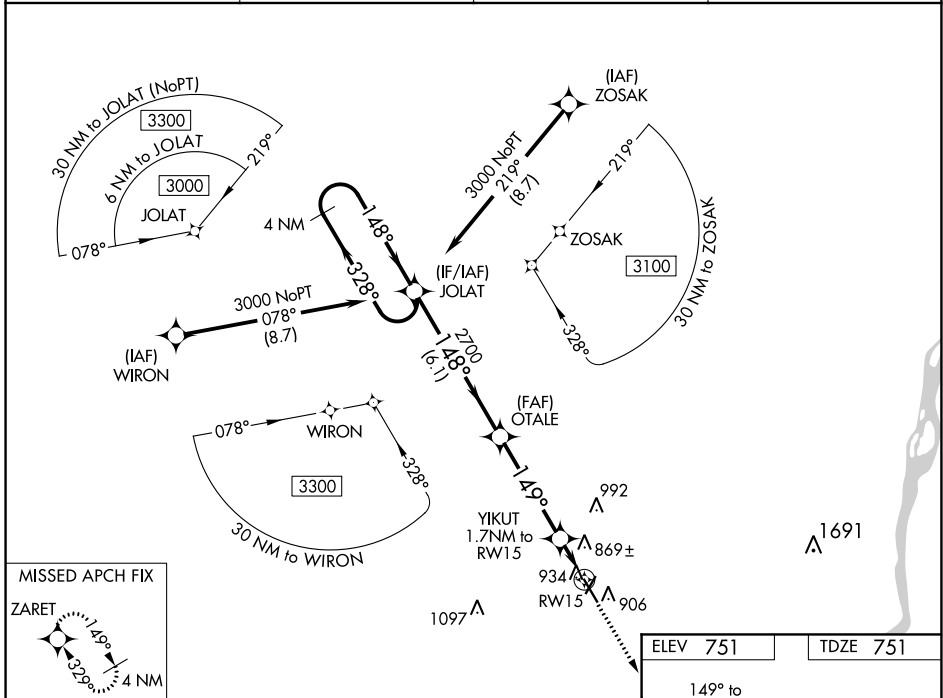 (IAF)
ZOSAK
30 NM to JOLAT (NoPT)
3300
6 NM to JOLAT
3000
219°
JOLAT
078°
3000 NoPT
219°
(8.7)
219°
ZOSAK
3100
30 NM to ZOSAK
328°
4 NM
148°
328°
(IF/IAF)
JOLAT
3000 NoPT
078°
(8.7)
(IAF)
WIRON
2700
148°
(6.1)
(FAF)
OTALE
078°
WIRON
328°
3300
30 NM to WIRON
149°
992
YIKUT
1.7NM to
RW15
869±
934
RW15
906
1097
1691
MISSED APCH FIX
ZARET
149°
329°
4 NM
ELEV 751
TDZE 751
149° to